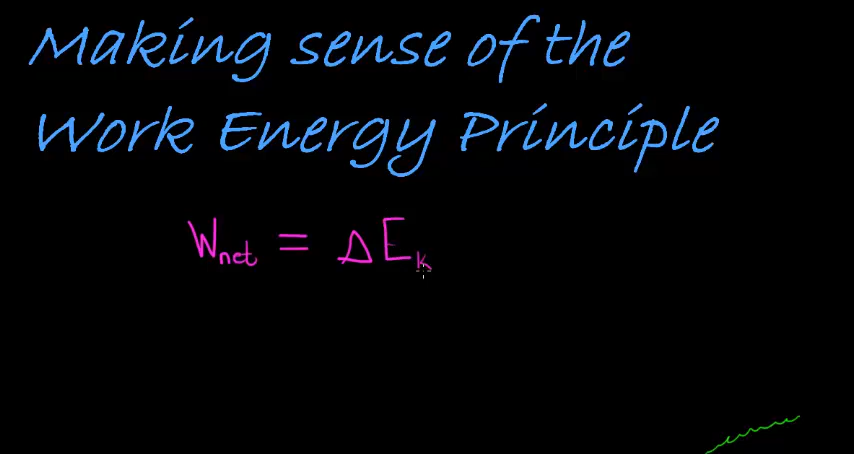 Making sense of the
Work Energy Principle
Wnet = ΔEk